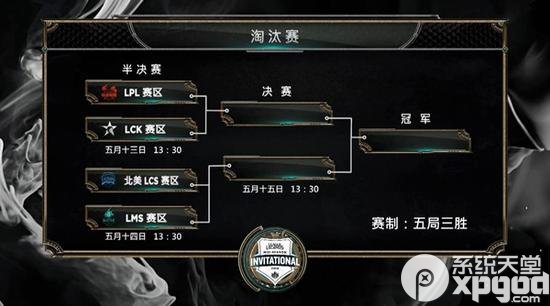 淘汰赛
半决赛
决赛
冠军
LPL 赛区
LCK 赛区
五月十三日 13:30
北美 LCS 赛区
五月十五日 13:30
LMS 赛区
五月十四日 13:30
赛制：五局三胜
INVITATIONAL
系统天堂
xpgod
.com